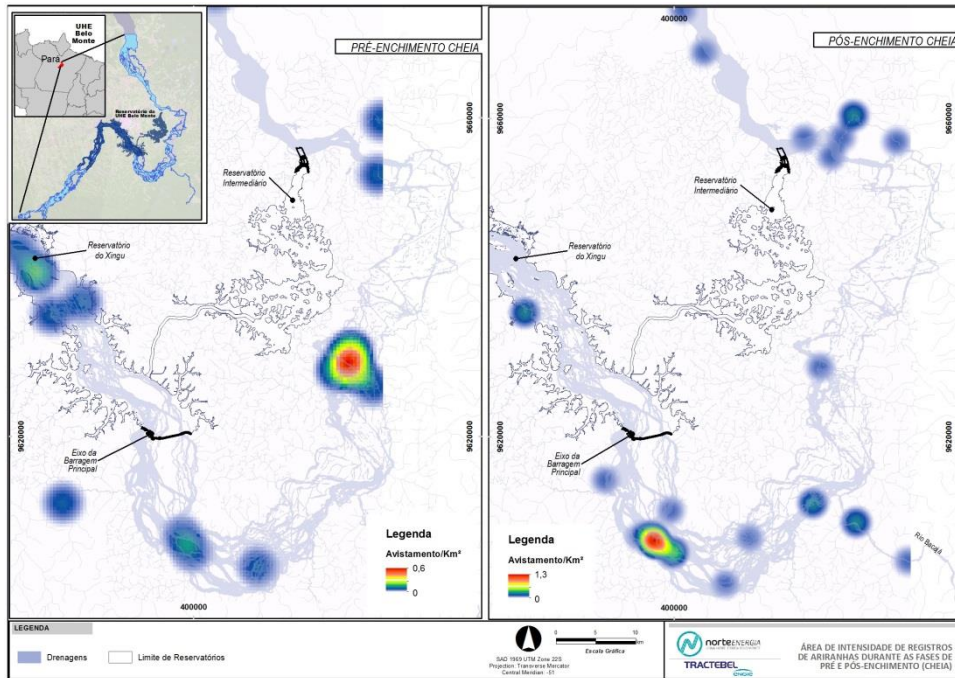 UHE
Belo
Monte
Pará
Reservatório da
UHE Belo Monte
PRÉ-ENCHIMENTO CHEIA
9660000
Reservatório
Intermediário
Reservatório
do Xingu
9620000
Eixo da
Barragem
Principal
Legenda
Avistamento/Km²
0,6
0
400000
400000
PÓS-ENCHIMENTO CHEIA
9660000
Reservatório
Intermediário
Reservatório
do Xingu
9620000
Eixo da
Barragem
Principal
Rio Bacajá
Legenda
Avistamento/Km²
1,3
0
400000
LEGENDA
Drenagens
Limite de Reservatórios
0 5 10
Km
Escala Gráfica
SAD 1969 UTM Zone 22S
Projection: Transverse Mercator
Central Meridian: -51
norteENERGIA
TRACTEBEL
ENGIE
ÁREA DE INTENSIDADE DE REGISTROS
DE ARIRANHAS DURANTE AS FASES DE
PRÉ E PÓS-ENCHIMENTO (CHEIA)